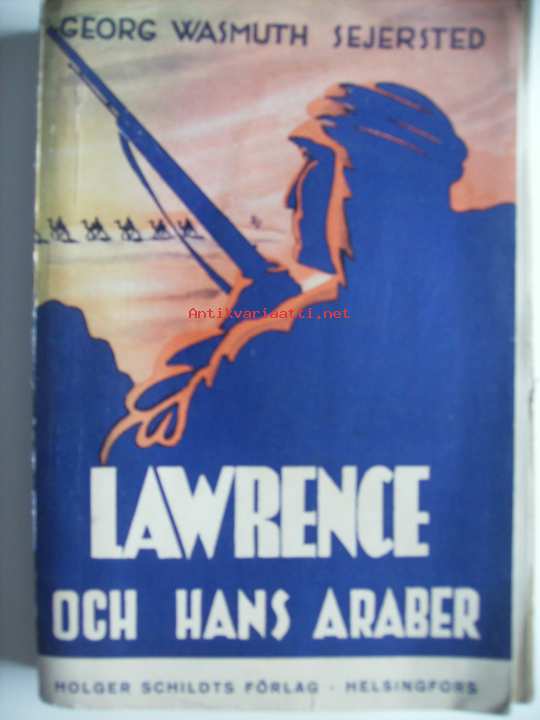 GEORG WASMUTH SEJERSTED
Antikvariaatti.net
LAWRENCE
OCH HANS ARABER
HOLGER SCHILDTS FÖRLAG · HELSINGFORS